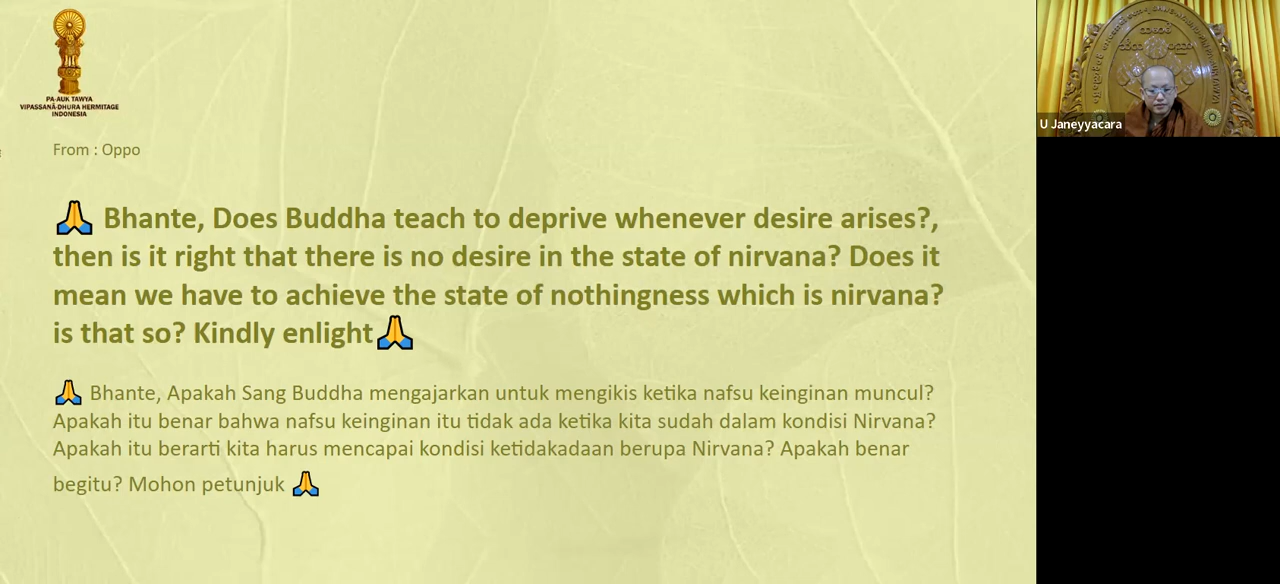 PA-AUK TAWYA
VIPASSANĀ-DHURA HERMITAGE
INDONESIA
U Janeyyacara
From : Oppo
🙏 Bhante, Does Buddha teach to deprive whenever desire arises?,
then is it right that there is no desire in the state of nirvana? Does it
mean we have to achieve the state of nothingness which is nirvana?
is that so? Kindly enlight🙏
🙏 Bhante, Apakah Sang Buddha mengajarkan untuk mengikis ketika nafsu keinginan muncul?
Apakah itu benar bahwa nafsu keinginan itu tidak ada ketika kita sudah dalam kondisi Nirvana?
Apakah itu berarti kita harus mencapai kondisi ketidakadaan berupa Nirvana? Apakah benar
begitu? Mohon petunjuk 🙏